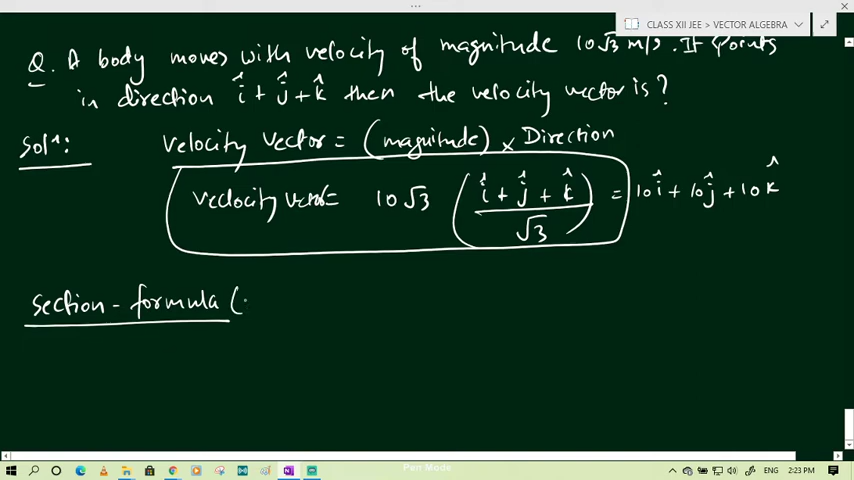 CLASS XII JEE > VECTOR ALGEBRA
Q. A body moves with velocity of magnitude 10√3 m/s. If Points
in direction î + ĵ + k̂ then the velocity vector is?
Solⁿ: velocity vector = (magnitude) × Direction
velocity vector = 10√3 (î + ĵ + k̂ / √3) = 10î + 10ĵ + 10k̂
section - formula (
Pen Mode
ENG 2:23 PM